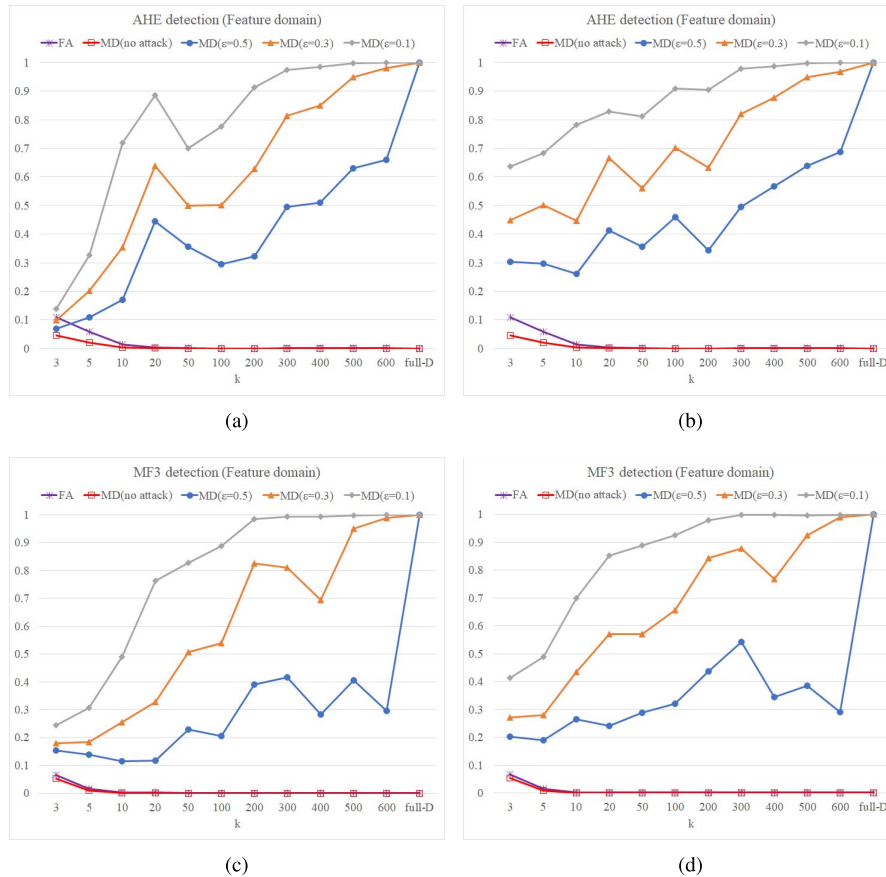 AHE detection (Feature domain)
FA MD(no attack) MD(ε=0.5) MD(ε=0.3) MD(ε=0.1)
1
0.9
0.8
0.7
0.6
0.5
0.4
0.3
0.2
0.1
0
3 5 10 20 50 100 200 300 400 500 600 full-D
k
(a)
AHE detection (Feature domain)
FA MD(no attack) MD(ε=0.5) MD(ε=0.3) MD(ε=0.1)
1
0.9
0.8
0.7
0.6
0.5
0.4
0.3
0.2
0.1
0
3 5 10 20 50 100 200 300 400 500 600 full-D
k
(b)
MF3 detection (Feature domain)
FA MD(no attack) MD(ε=0.5) MD(ε=0.3) MD(ε=0.1)
1
0.9
0.8
0.7
0.6
0.5
0.4
0.3
0.2
0.1
0
3 5 10 20 50 100 200 300 400 500 600 full-D
k
(c)
MF3 detection (Feature domain)
FA MD(no attack) MD(ε=0.5) MD(ε=0.3) MD(ε=0.1)
1
0.9
0.8
0.7
0.6
0.5
0.4
0.3
0.2
0.1
0
3 5 10 20 50 100 200 300 400 500 600 full-D
k
(d)